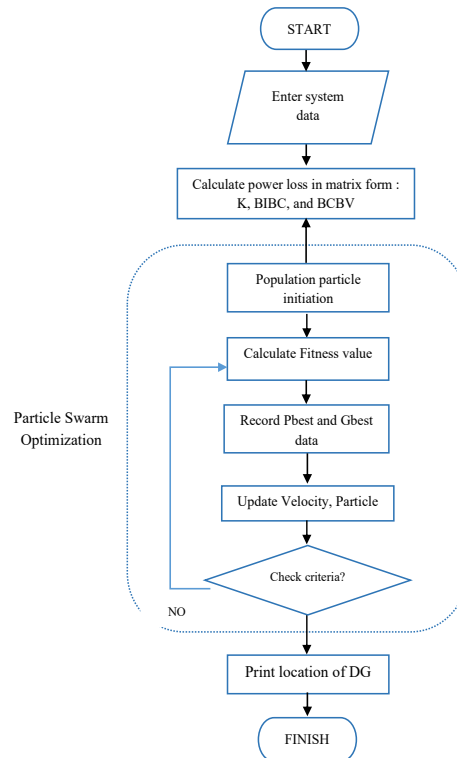 START
Enter system
data
Calculate power loss in matrix form :
K, BIBC, and BCBV
Population particle
initiation
Calculate Fitness value
Particle Swarm
Optimization
Record Pbest and Gbest
data
Update Velocity, Particle
Check criteria?
NO
Print location of DG
FINISH